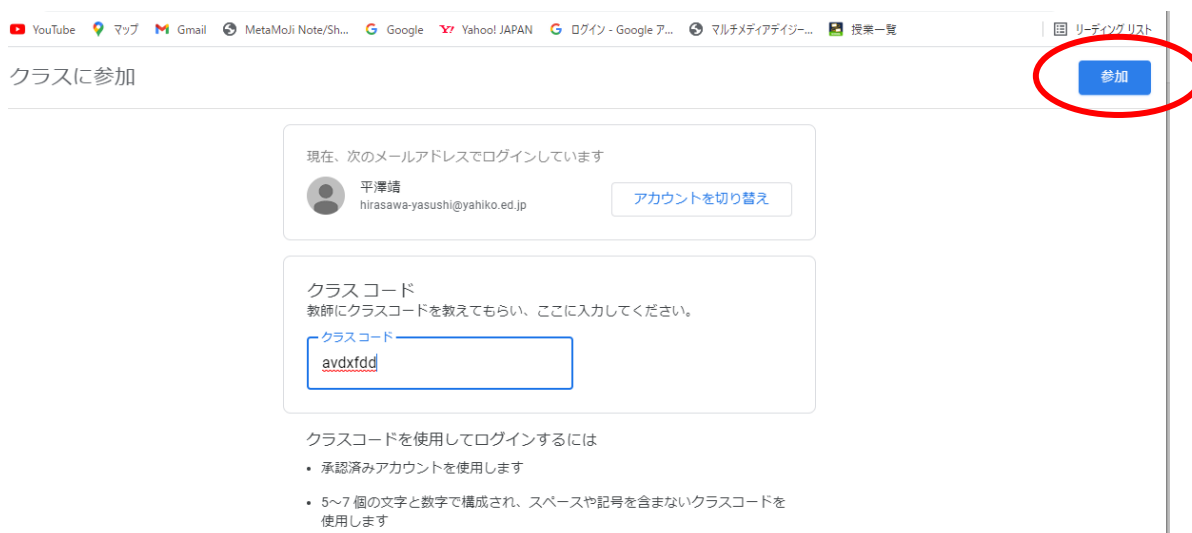 YouTube マップ Gmail MetaMoJi Note/Sh... Google Yahoo! JAPAN ログイン - Google ア... マルチメディアデイジー... 授業一覧 リーディング リスト
クラスに参加 参加
現在、次のメールアドレスでログインしています
平澤靖
hirasawa-yasushi@yahiko.ed.jp
アカウントを切り替え
クラス コード
教師にクラスコードを教えてもらい、ここに入力してください。
クラス コード
avdxfdd
クラスコードを使用してログインするには
• 承認済みアカウントを使用します
• 5～7 個の文字と数字で構成され、スペースや記号を含まないクラスコードを
使用します